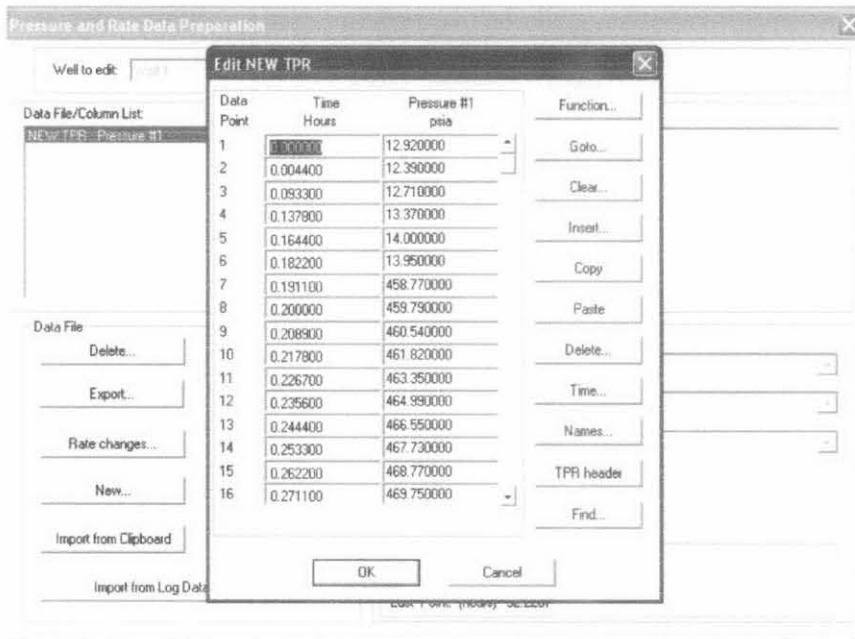 Pressure and Rate Data Preparation
Well to edit:
Data File/Column List:
NEW TPR Pressure #1
Edit NEW TPR
Data Point Time Hours Pressure #1 psia
1 0.000000 12.920000
2 0.004400 12.390000
3 0.093300 12.710000
4 0.137800 13.370000
5 0.164400 14.000000
6 0.182200 13.950000
7 0.191100 458.770000
8 0.200000 459.790000
9 0.208900 460.540000
10 0.217800 461.820000
11 0.226700 463.350000
12 0.235600 464.990000
13 0.244400 466.550000
14 0.253300 467.730000
15 0.262200 468.770000
16 0.271100 469.750000
Function...
Goto...
Clear...
Insert...
Copy
Paste
Delete...
Time...
Names...
TPR header
Find...
OK Cancel
Data File
Delete...
Export...
Rate changes...
New...
Import from Clipboard
Import from Log Data